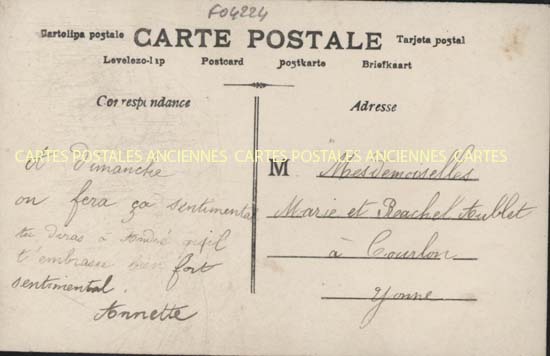 F04224
Cartolina postale CARTE POSTALE Tarjeta postal
Levelezo-lap Postcard postkarte Briefkaart
Correspondance Adresse
CARTES POSTALES ANCIENNES CARTES POSTALES ANCIENNES CARTES
A Dimanche
on fera ça sentimental
tu diras à André qu'il
t'embrasse bien fort
sentimental.
Annette
M Mesdemoiselles
Marie et Rachel Aublet
à Courlon
Yonne